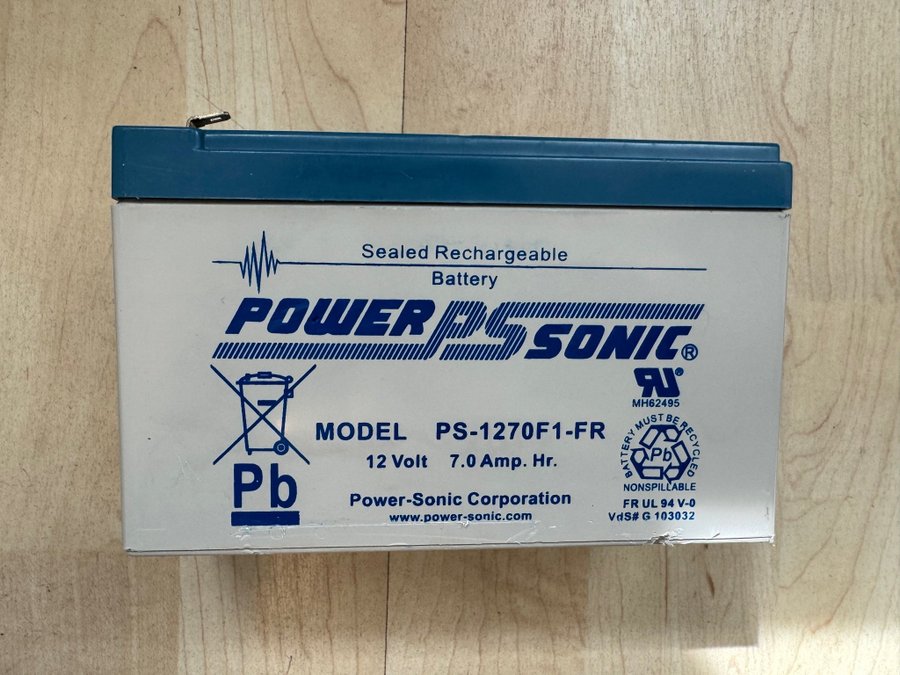 Sealed Rechargeable
Battery
POWER PS SONIC®
RU®
MH62495
MODEL PS-1270F1-FR
12 Volt 7.0 Amp. Hr.
BATTERY MUST BE RECYCLED
Pb
NONSPILLABLE
Pb
Power-Sonic Corporation
www.power-sonic.com
FR UL 94 V-0
VdS# G 103032